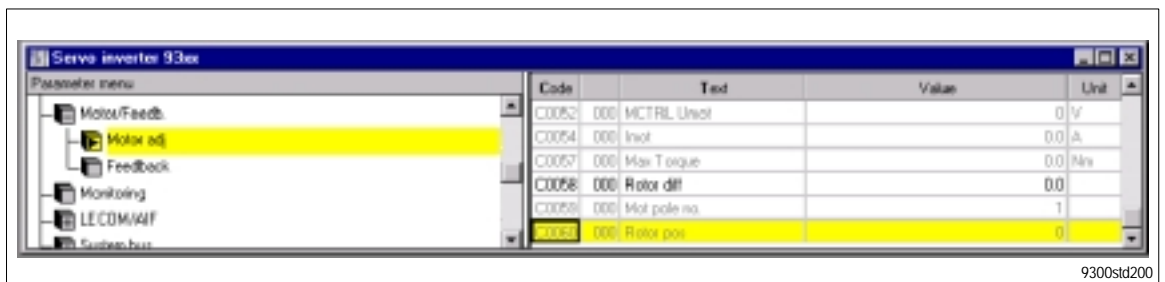 Servo inverter 93xx
Parameter menu
Motor/Feedb.
Motor adj
Feedback
Monitoring
LECOM/AIF
System bus
Code Text Value Unit
C0052 000 MCTRL Umot 0 V
C0054 000 Imot 0.0 A
C0057 000 Max Torque 0.0 Nm
C0058 000 Rotor diff 0.0
C0059 000 Mot pole no. 1
C0060 000 Rotor pos 0
9300std200